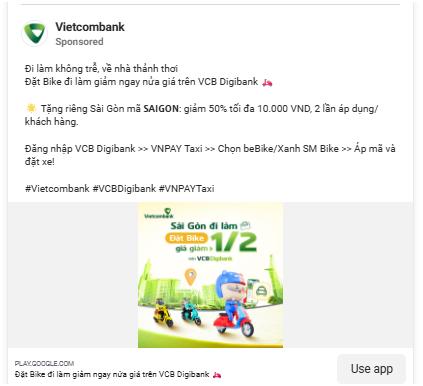 Vietcombank
Sponsored
Đi làm không trễ, về nhà thảnh thơi
Đặt Bike đi làm giảm ngay nửa giá trên VCB Digibank 🛵
🌟 Tặng riêng Sài Gòn mã SAIGON: giảm 50% tối đa 10.000 VND, 2 lần áp dụng/
khách hàng.
Đăng nhập VCB Digibank >> VNPAY Taxi >> Chọn beBike/Xanh SM Bike >> Áp mã và
đặt xe!
#Vietcombank #VCBDigibank #VNPAYTaxi
Vietcombank
Sài Gòn đi làm
Đặt Bike
giá giảm 1/2
trên VCBDigibank
PLAY.GOOGLE.COM
Đặt Bike đi làm giảm ngay nửa giá trên VCB Digibank 🛵
Use app